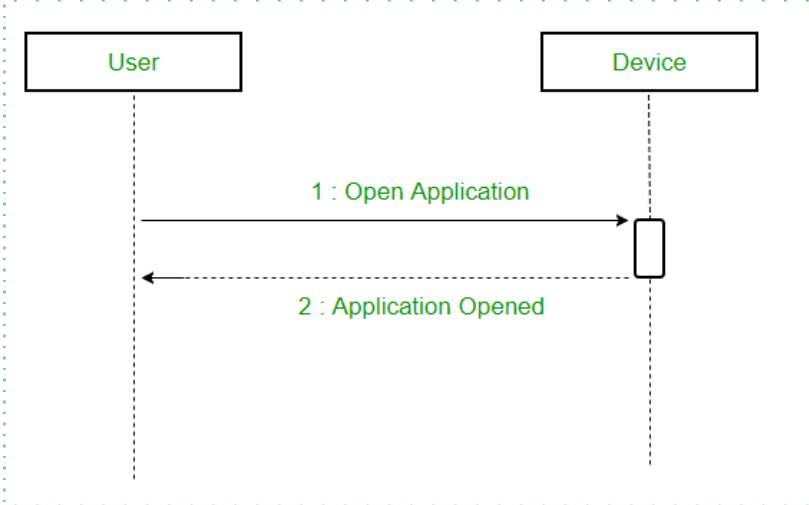 User
Device
1 : Open Application
2 : Application Opened